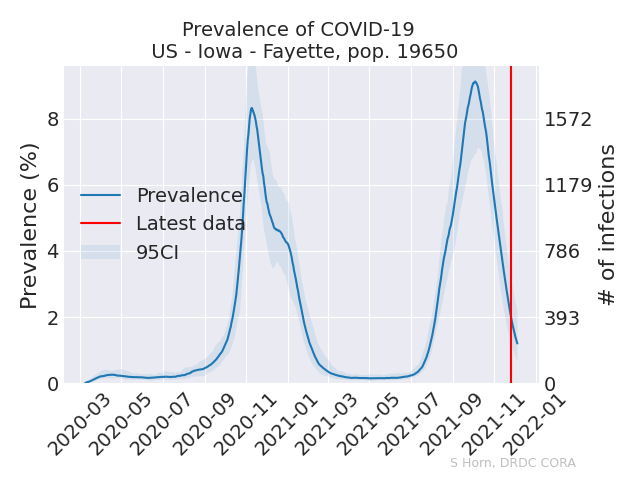 Prevalence of COVID-19
US - Iowa - Fayette, pop. 19650
Prevalence (%)
8
6
4
2
0
Prevalence
Latest data
95CI
1572
1179
786
393
0
# of infections
2020-03
2020-05
2020-07
2020-09
2020-11
2021-01
2021-03
2021-05
2021-07
2021-09
2021-11
2022-01
S Horn, DRDC CORA